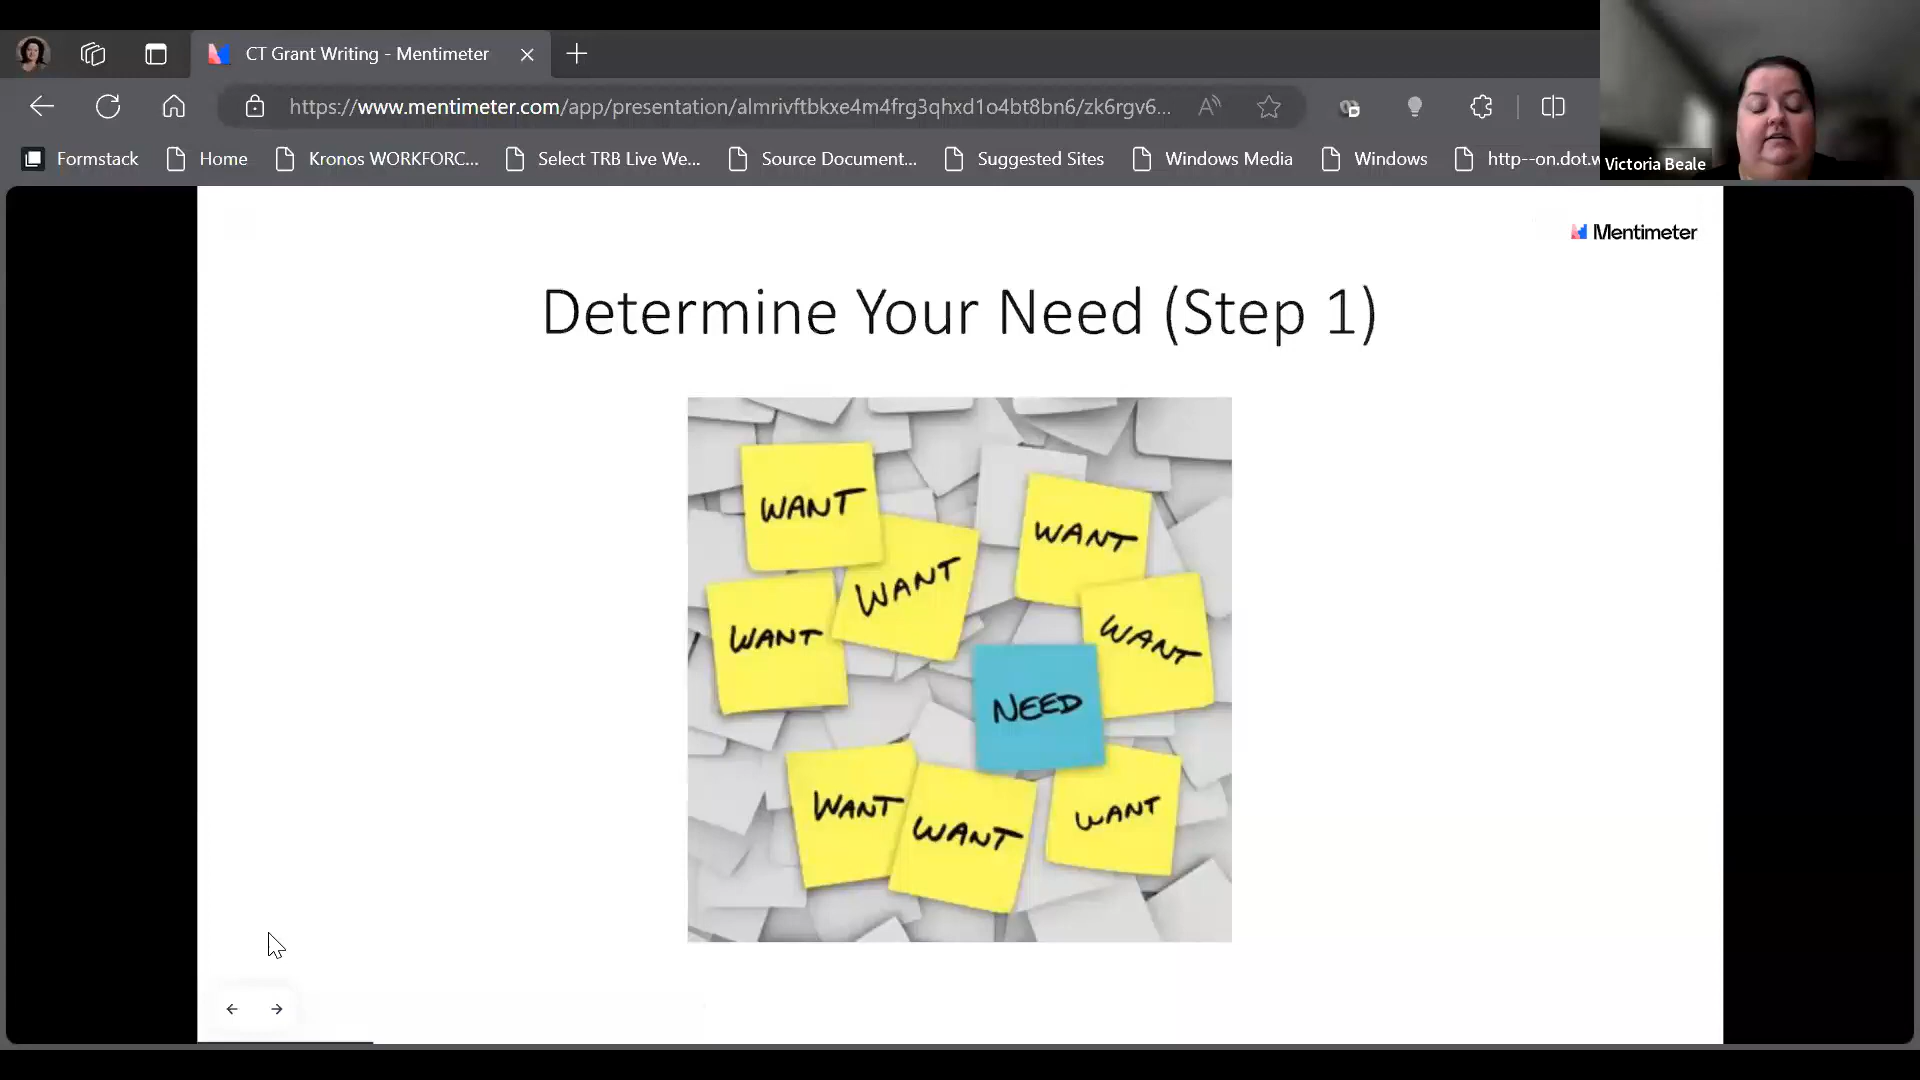 CT Grant Writing - Mentimeter
https://www.mentimeter.com/app/presentation/almrivftbkxe4m4frg3qhxd1o4bt8bn6/zk6rgv6...
Formstack Home Kronos WORKFORC... Select TRB Live We... Source Document... Suggested Sites Windows Media Windows http--on.dot.w
Victoria Beale
Mentimeter
Determine Your Need (Step 1)
WANT
WANT
WANT
WANT
WANT
WANT
NEED
WANT
WANT
WANT